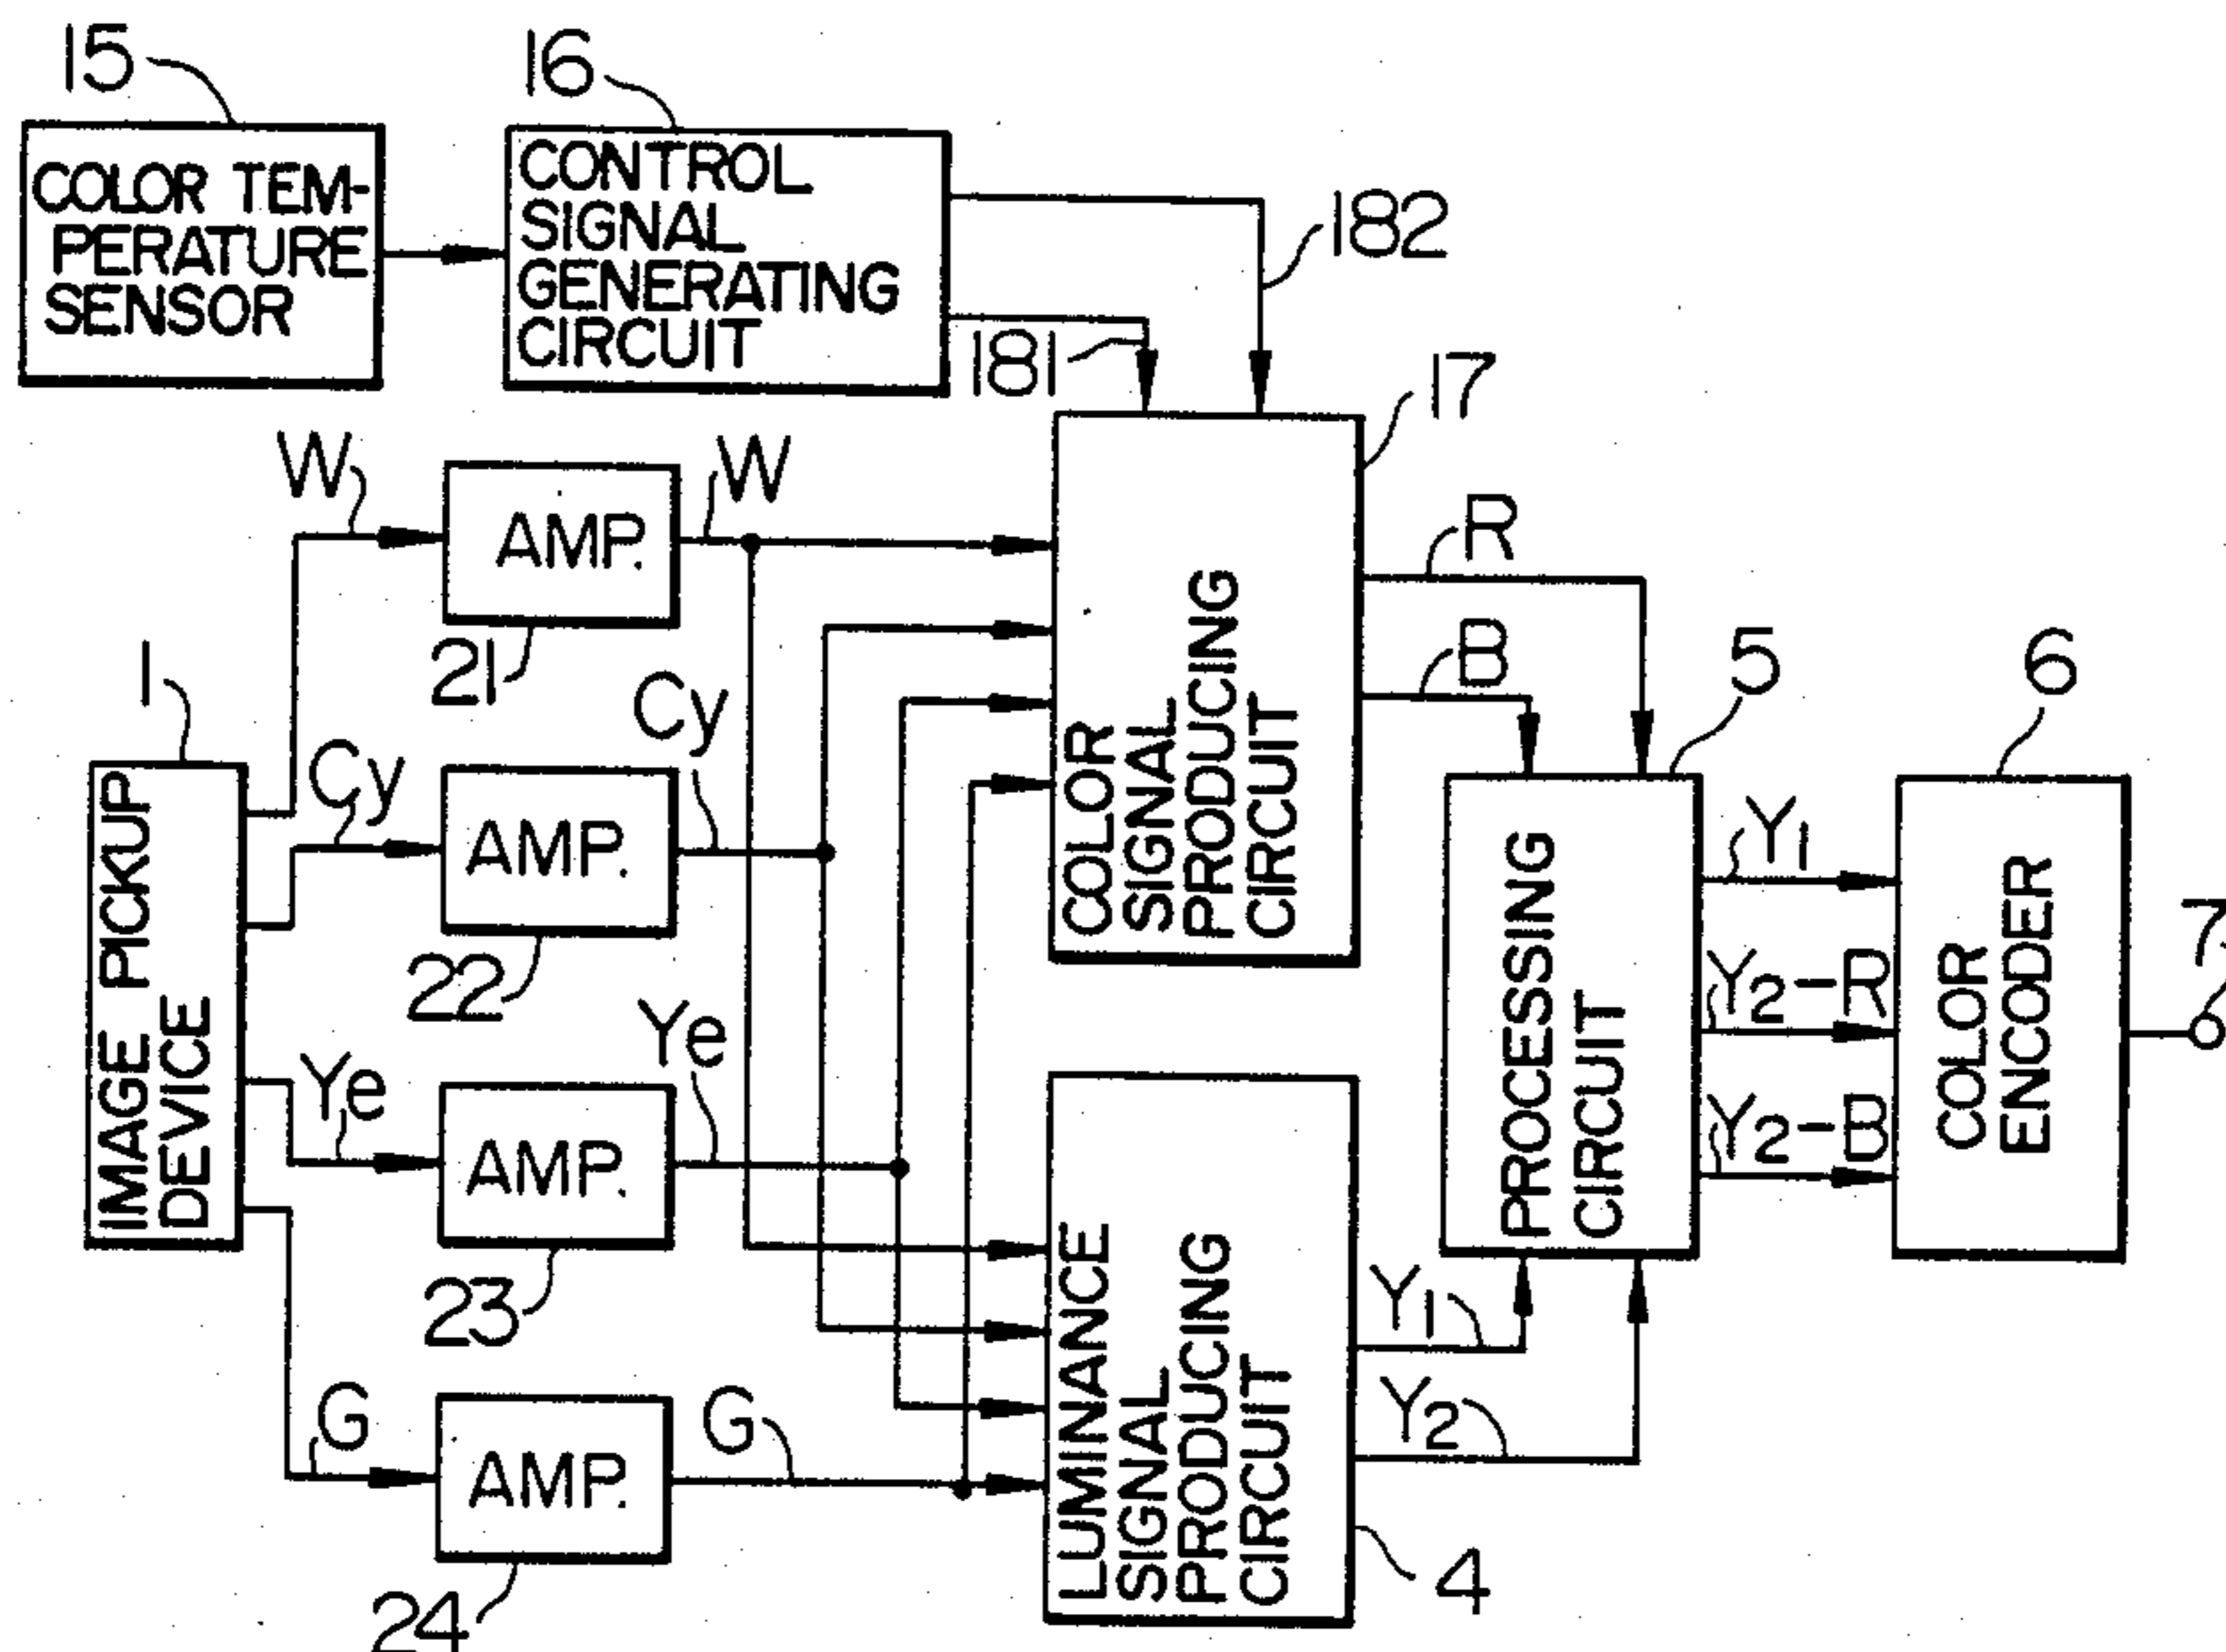 15
COLOR TEM-
PERATURE
SENSOR
16
CONTROL
SIGNAL
GENERATING
CIRCUIT
182
181
17
W
AMP.
W
21
COLOR
SIGNAL
PRODUCING
CIRCUIT
R
B
1
IMAGE PICKUP
DEVICE
Cy
AMP.
Cy
22
Ye
AMP.
Ye
23
G
AMP.
G
24
LUMINANCE
SIGNAL
PRODUCING
CIRCUIT
4
Y1
Y2
5
PROCESSING
CIRCUIT
Y1
Y2-R
Y2-B
6
COLOR
ENCODER
7